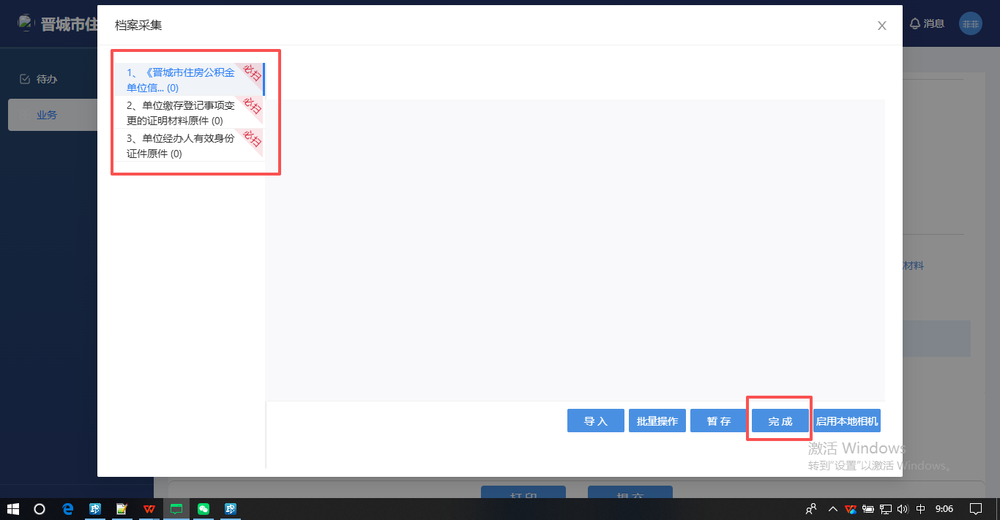 晋城市住
档案采集
X
消息
菲菲
待办
业务
1、《晋城市住房公积金
单位信... (0)
必扫
2、单位缴存登记事项变
更的证明材料原件 (0)
必扫
3、单位经办人有效身份
证件原件 (0)
必扫
材料
导 入
批量操作
暂 存
完 成
启用本地相机
激活 Windows
转到"设置"以激活 Windows。
打 印
提 交
中
9:06